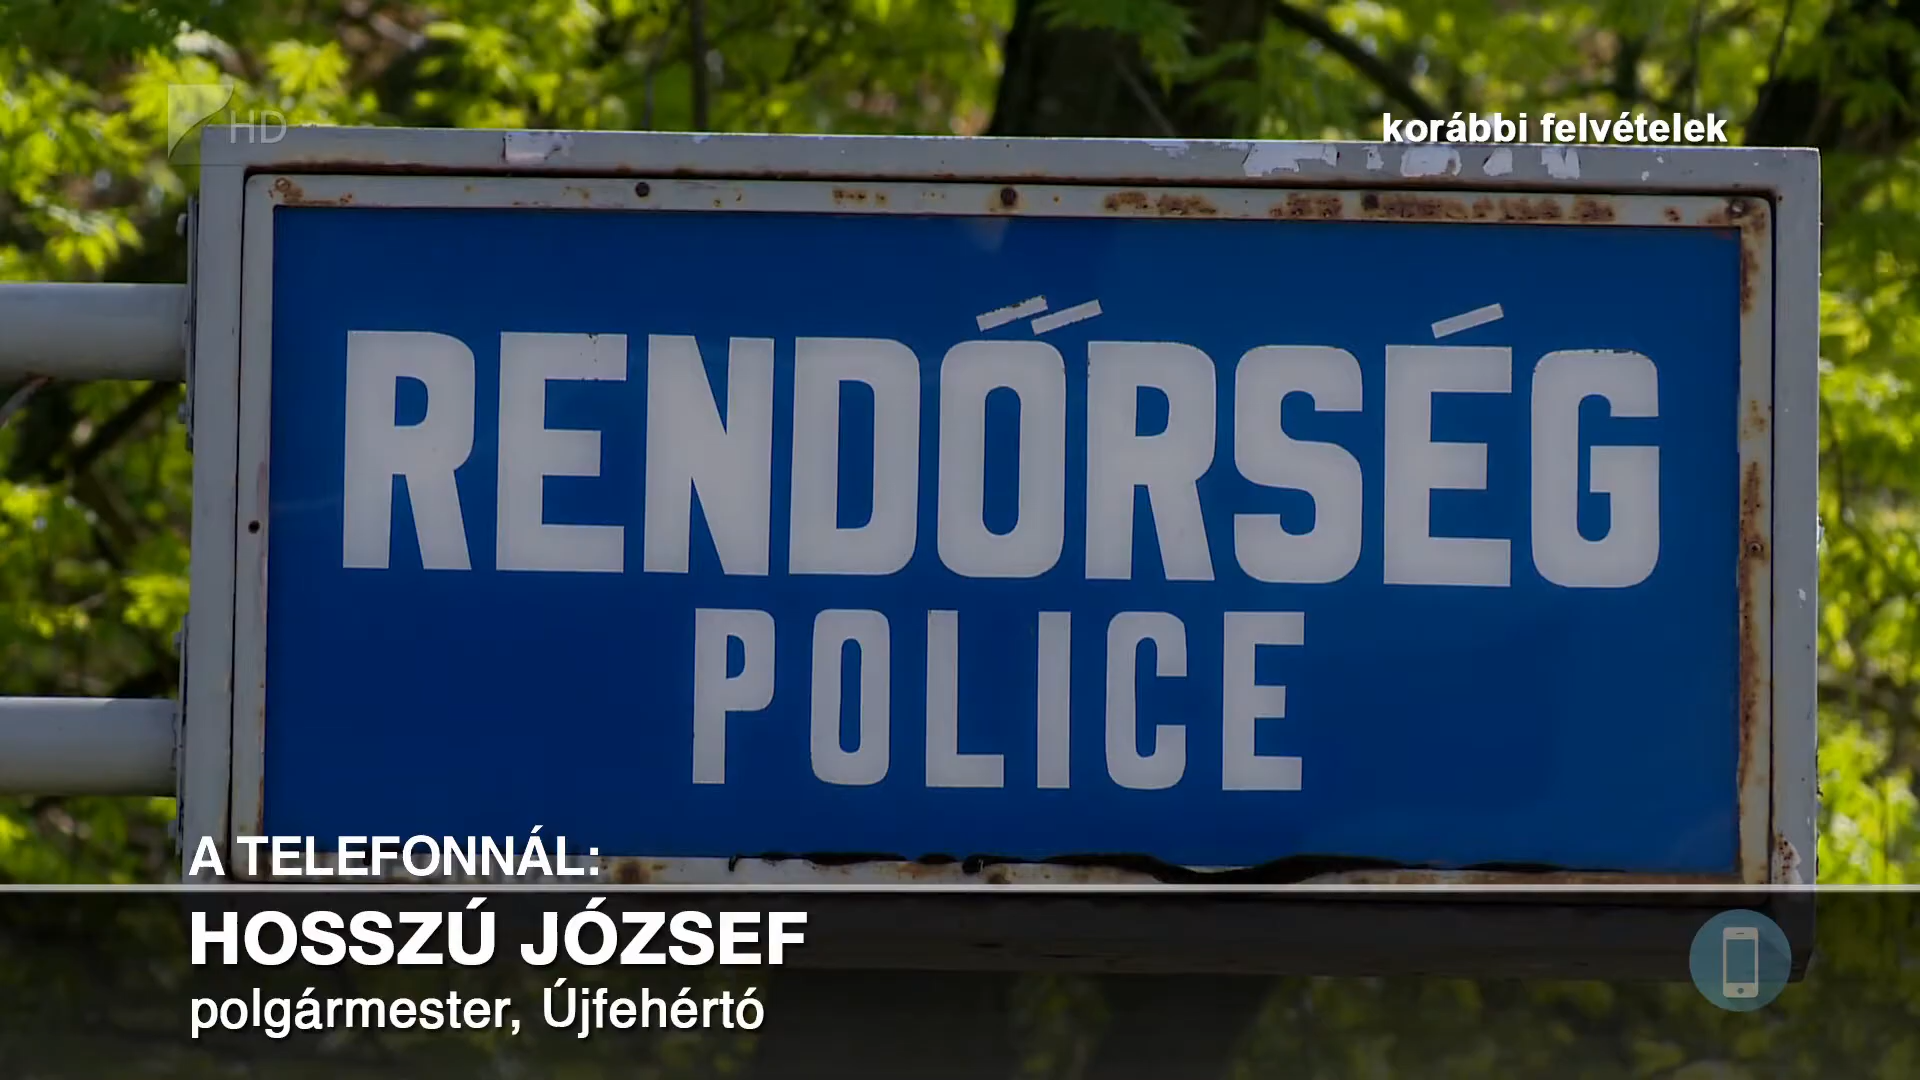 HD
korábbi felvételek
RENDŐRSÉG
POLICE
A TELEFONNÁL:
HOSSZÚ JÓZSEF
polgármester, Újfehértó